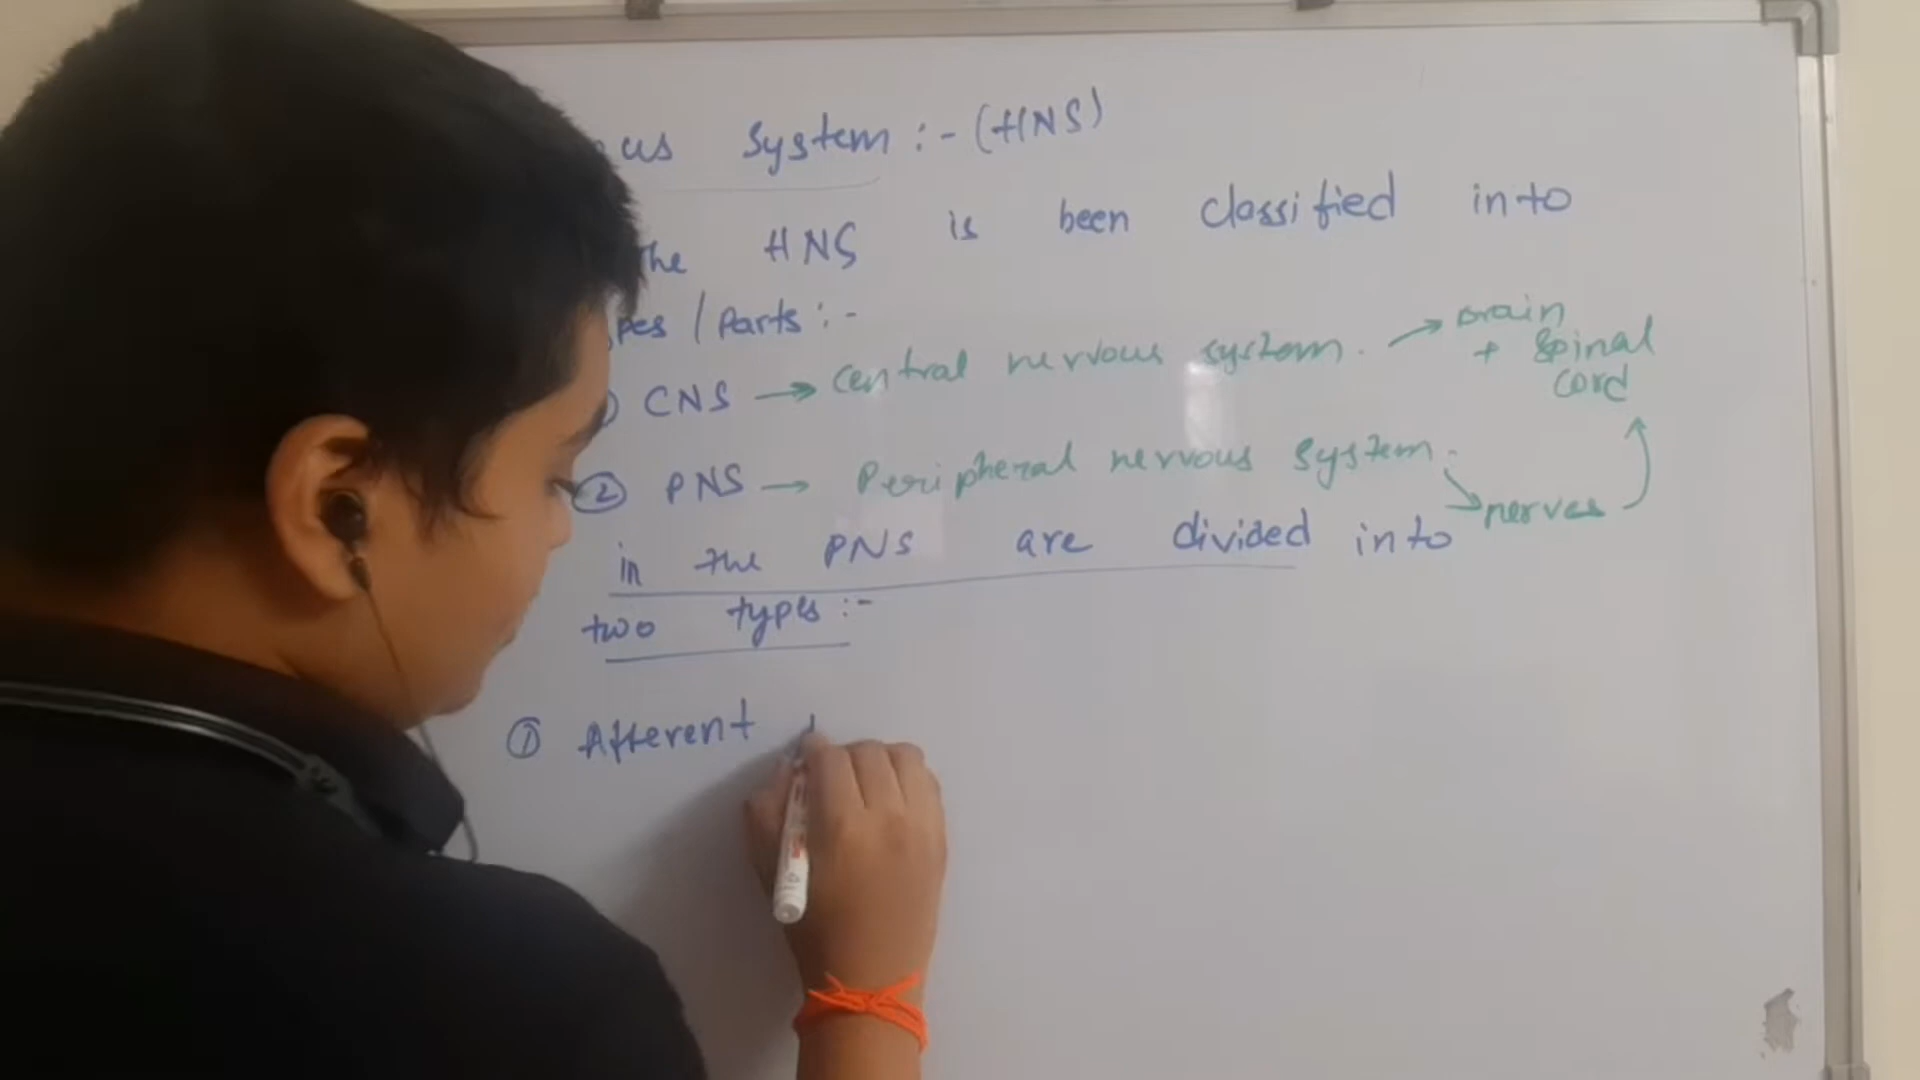 us System :- (HNS)
the HNS is been classified into
pes / Parts :-
CNS → Central nervous system. → Brain
+ Spinal
cord
② PNS → Peripheral nervous system.
→ nerves
in the PNS are divided into
two types :-
① Afferent